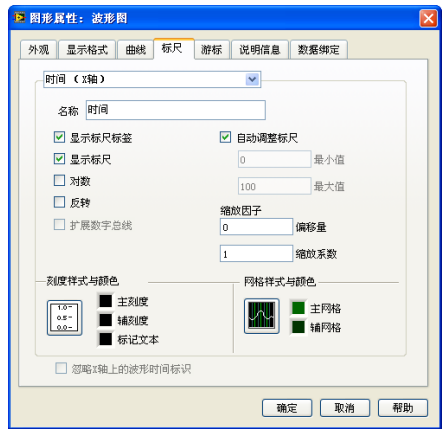 图形属性：波形图
外观 显示格式 曲线 标尺 游标 说明信息 数据绑定
时间 （X轴）
名称 时间
显示标尺标签 自动调整标尺
显示标尺 0 最小值
对数 100 最大值
反转 缩放因子
扩展数字总线 0 偏移量
1 缩放系数
刻度样式与颜色 网格样式与颜色
1.0- 主刻度 主网格
0.5- 辅刻度 辅网格
0.0- 标记文本
忽略X轴上的波形时间标识
确定 取消 帮助